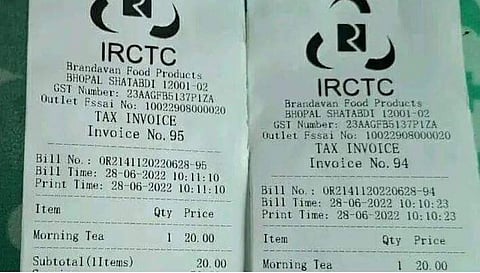 IRCTC
Brandavan Food Products
BHOPAL SHATABDI 12001-02
GST Number: 23AAGFB5137P1ZA
Outlet Fssai No: 10022908000020
TAX INVOICE
Invoice No.95
Bill No.: OR2141120220628-95
Bill Time: 28-06-2022 10:11:10
Print Time: 28-06-2022 10:11:10
Item Qty Price
Morning Tea 1 20.00
Subtotal(1Items) 20.00
IRCTC
Brandavan Food Products
BHOPAL SHATABDI 12001-02
GST Number: 23AAGFB5137P1ZA
Outlet Fssai No: 10022908000020
TAX INVOICE
Invoice No.94
Bill No.: OR2141120220628-94
Bill Time: 28-06-2022 10:10:23
Print Time: 28-06-2022 10:10:23
Item Qty Price
Morning Tea 1 20.00